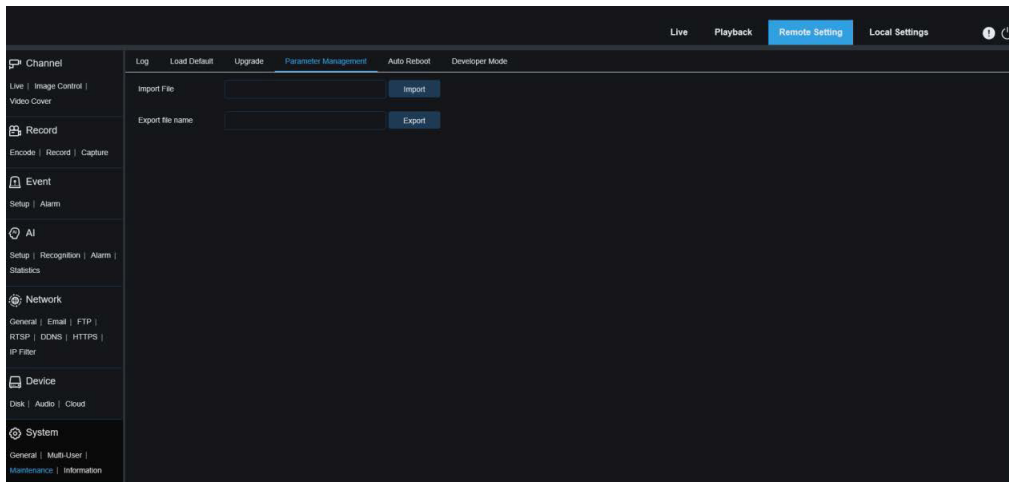 Live Playback Remote Setting Local Settings
Channel
Live | Image Control |
Video Cover
Record
Encode | Record | Capture
Event
Setup | Alarm
AI
Setup | Recognition | Alarm |
Statistics
Network
General | Email | FTP |
RTSP | DDNS | HTTPS |
IP Filter
Device
Disk | Audio | Cloud
System
General | Multi-User |
Maintenance | Information
Log Load Default Upgrade Parameter Management Auto Reboot Developer Mode
Import File Import
Export file name Export